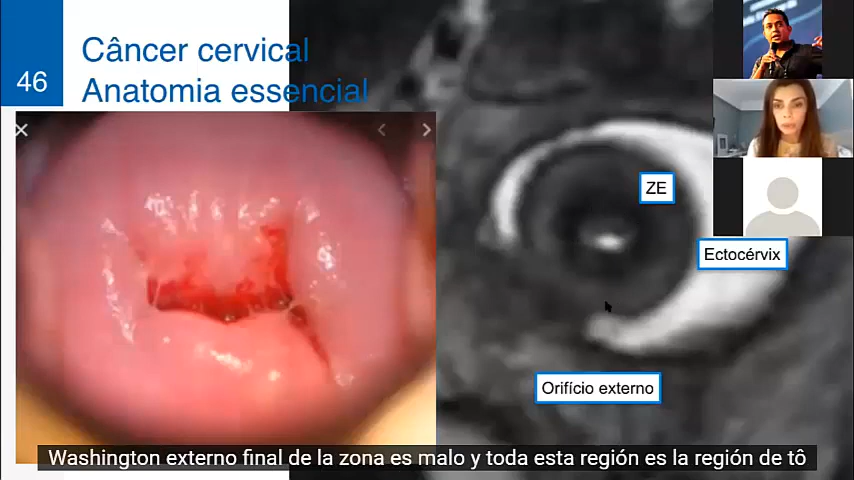 46
Câncer cervical
Anatomia essencial
ZE
Ectocérvix
Orifício externo
Washington externo final de la zona es malo y toda esta región es la región de tô